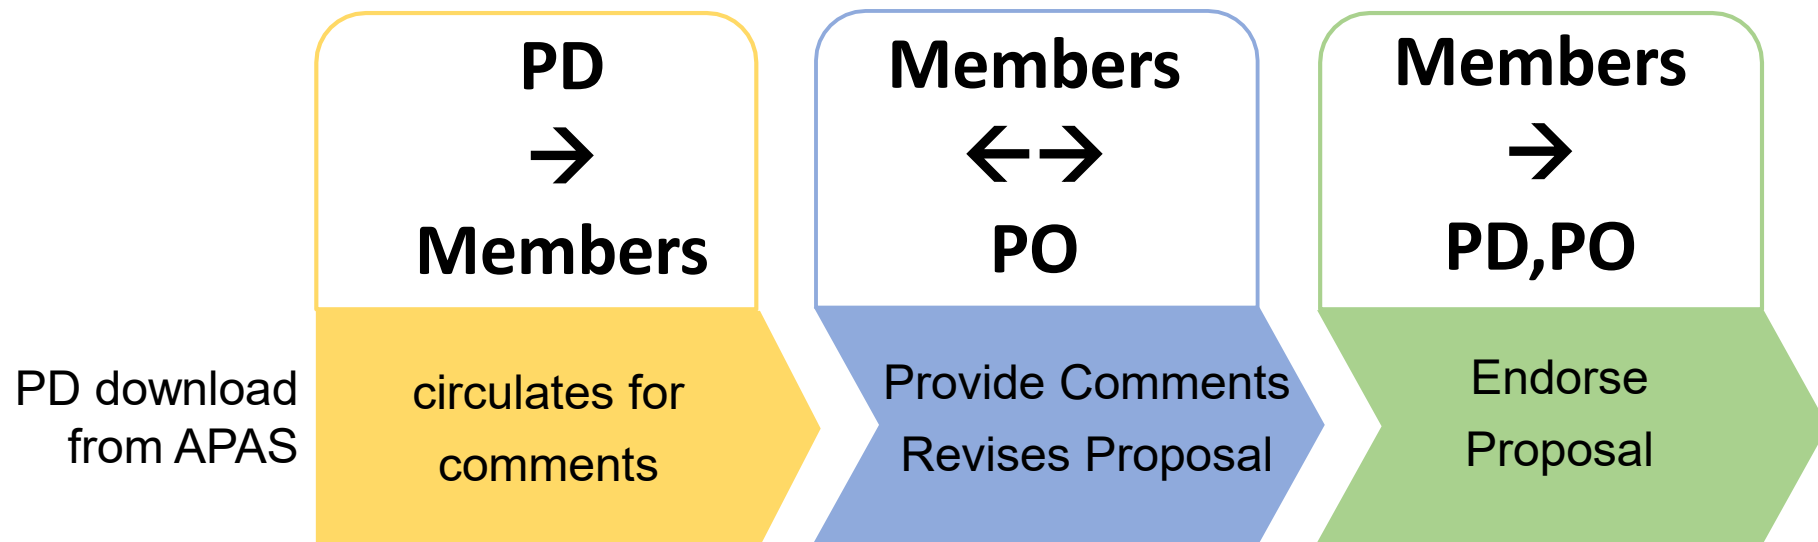 PD download
from APAS
PD
→
Members
circulates for
comments
Members
←→
PO
Provide Comments
Revises Proposal
Members
→
PD,PO
Endorse
Proposal